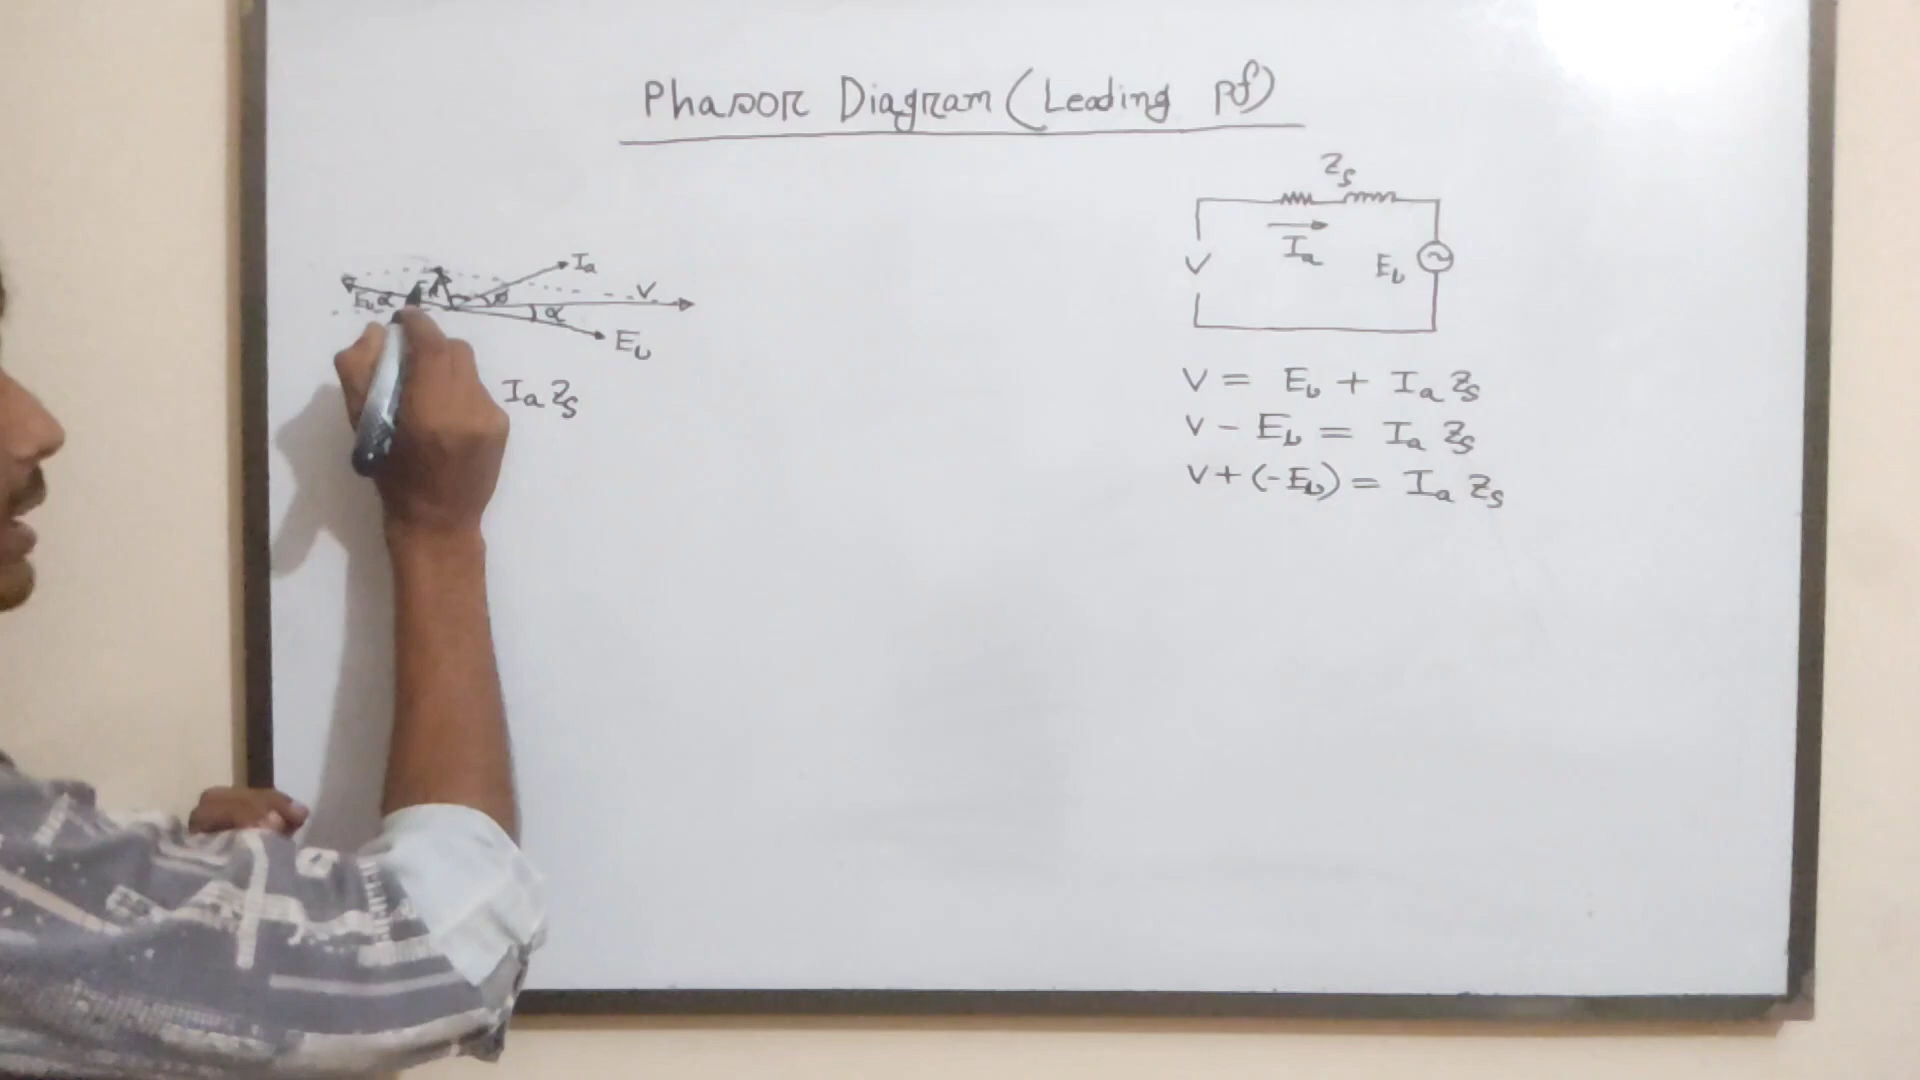 Phasor Diagram (Leading pf)
Zs
Ia
V
Eb
Ia
V
Eb α
ϕ
α
Eb
Ia Zs
V = Eb + Ia Zs
V - Eb = Ia Zs
V + (-Eb) = Ia Zs